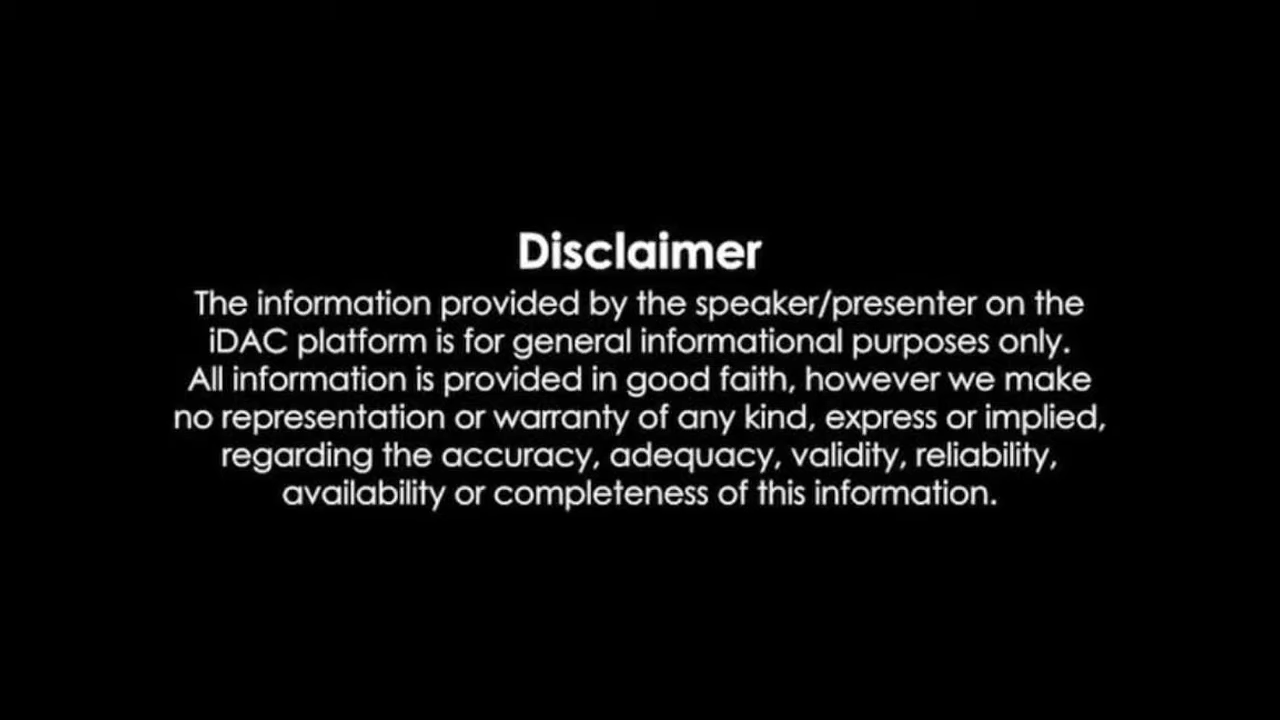 Disclaimer
The information provided by the speaker/presenter on the
iDAC platform is for general informational purposes only.
All information is provided in good faith, however we make
no representation or warranty of any kind, express or implied,
regarding the accuracy, adequacy, validity, reliability,
availability or completeness of this information.